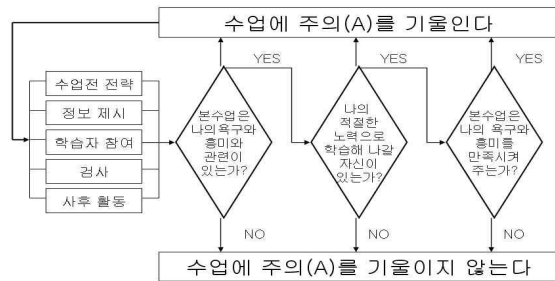 수업에 주의(A)를 기울인다
YES
YES
YES
수업전 전략
정보 제시
학습자 참여
검사
사후 활동
본수업은
나의욕구와
흥미와
관련이
있는가?
나의
적절한
노력으로
학습해 나갈
자신이
있는가?
본수업은
나의 욕구와
흥미를
만족시켜
주는가?
NO
NO
NO
수업에 주의(A)를 기울이지 않는다